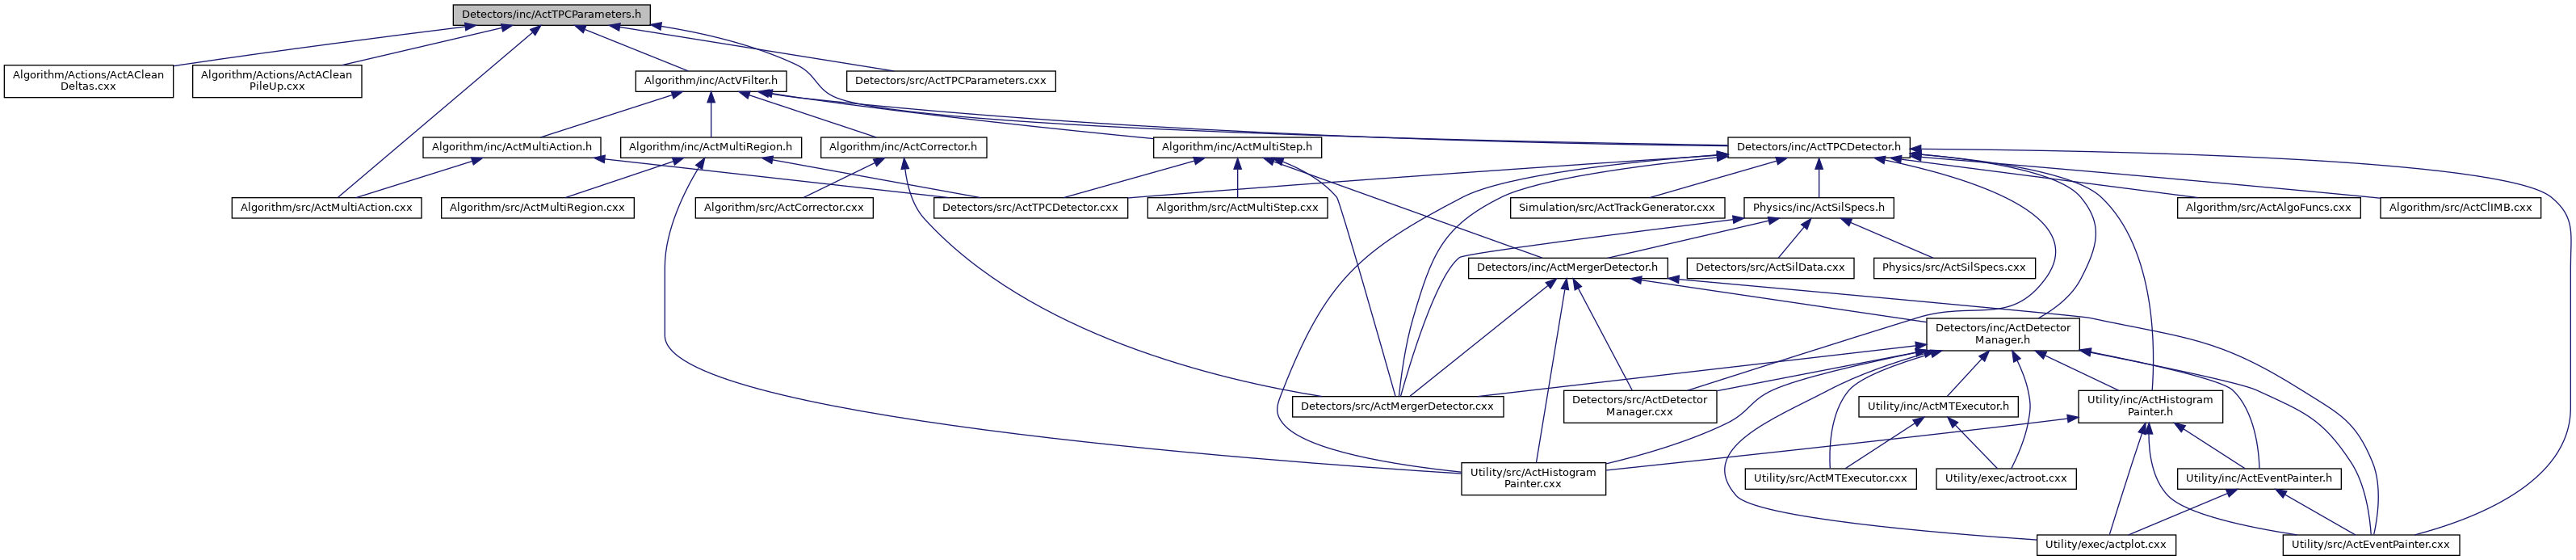 Detectors/inc/ActTPCParameters.h
Algorithm/Actions/ActAClean
Deltas.cxx
Algorithm/Actions/ActAClean
PileUp.cxx
Algorithm/inc/ActVFilter.h
Detectors/src/ActTPCParameters.cxx
Algorithm/inc/ActMultiAction.h
Algorithm/inc/ActMultiRegion.h
Algorithm/inc/ActCorrector.h
Algorithm/inc/ActMultiStep.h
Detectors/inc/ActTPCDetector.h
Algorithm/src/ActMultiAction.cxx
Algorithm/src/ActMultiRegion.cxx
Algorithm/src/ActCorrector.cxx
Detectors/src/ActTPCDetector.cxx
Algorithm/src/ActMultiStep.cxx
Simulation/src/ActTrackGenerator.cxx
Physics/inc/ActSilSpecs.h
Algorithm/src/ActAlgoFuncs.cxx
Algorithm/src/ActClIMB.cxx
Detectors/inc/ActMergerDetector.h
Detectors/src/ActSilData.cxx
Physics/src/ActSilSpecs.cxx
Detectors/inc/ActDetector
Manager.h
Detectors/src/ActMergerDetector.cxx
Detectors/src/ActDetector
Manager.cxx
Utility/inc/ActMTExecutor.h
Utility/inc/ActHistogram
Painter.h
Utility/src/ActHistogram
Painter.cxx
Utility/src/ActMTExecutor.cxx
Utility/exec/actroot.cxx
Utility/inc/ActEventPainter.h
Utility/exec/actplot.cxx
Utility/src/ActEventPainter.cxx